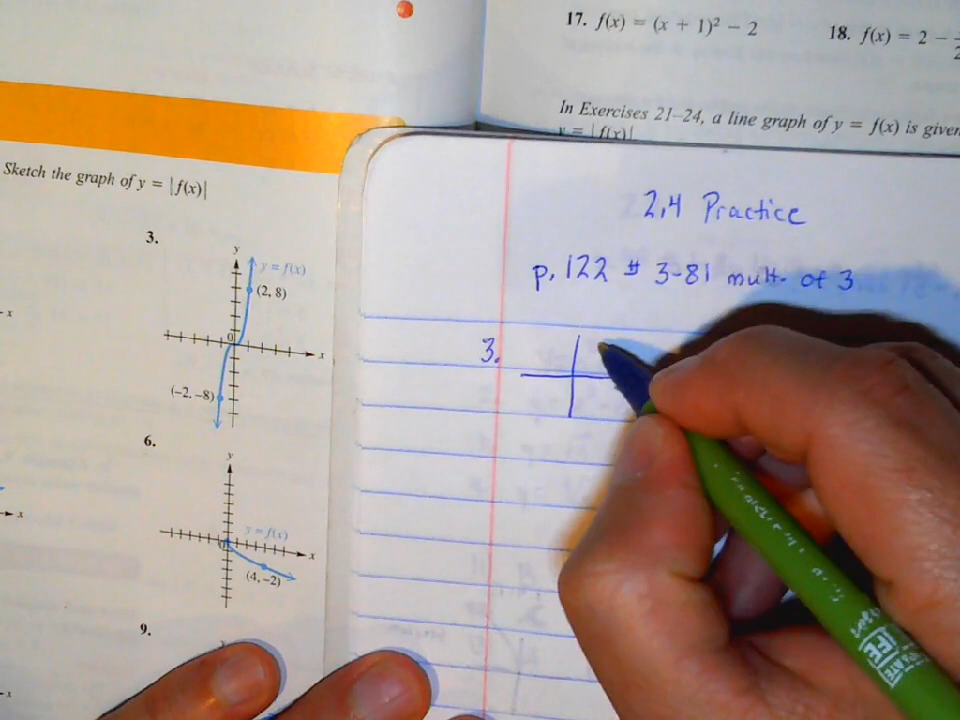 17. f(x) = (x + 1)² − 2
18. f(x) = 2 −
In Exercises 21–24, a line graph of y = f(x) is given
y = |f(x)|
Sketch the graph of y = |f(x)|
3.
y
y = f(x)
(2, 8)
0
x
(−2, −8)
6.
y
y = f(x)
x
(4, −2)
9.
x
x
x
2.4 Practice
p. 122 # 3-81 mult. of 3
3.
LIFE